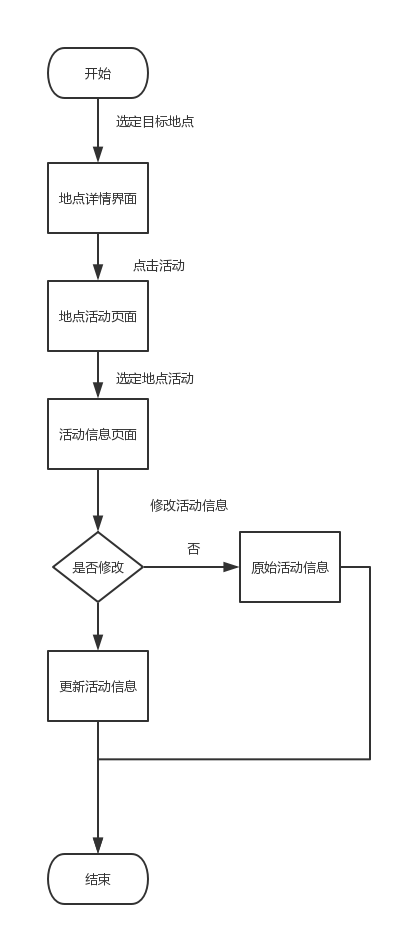 开始
选定目标地点
地点详情界面
点击活动
地点活动页面
选定地点活动
活动信息页面
修改活动信息
否
是否修改
原始活动信息
更新活动信息
结束